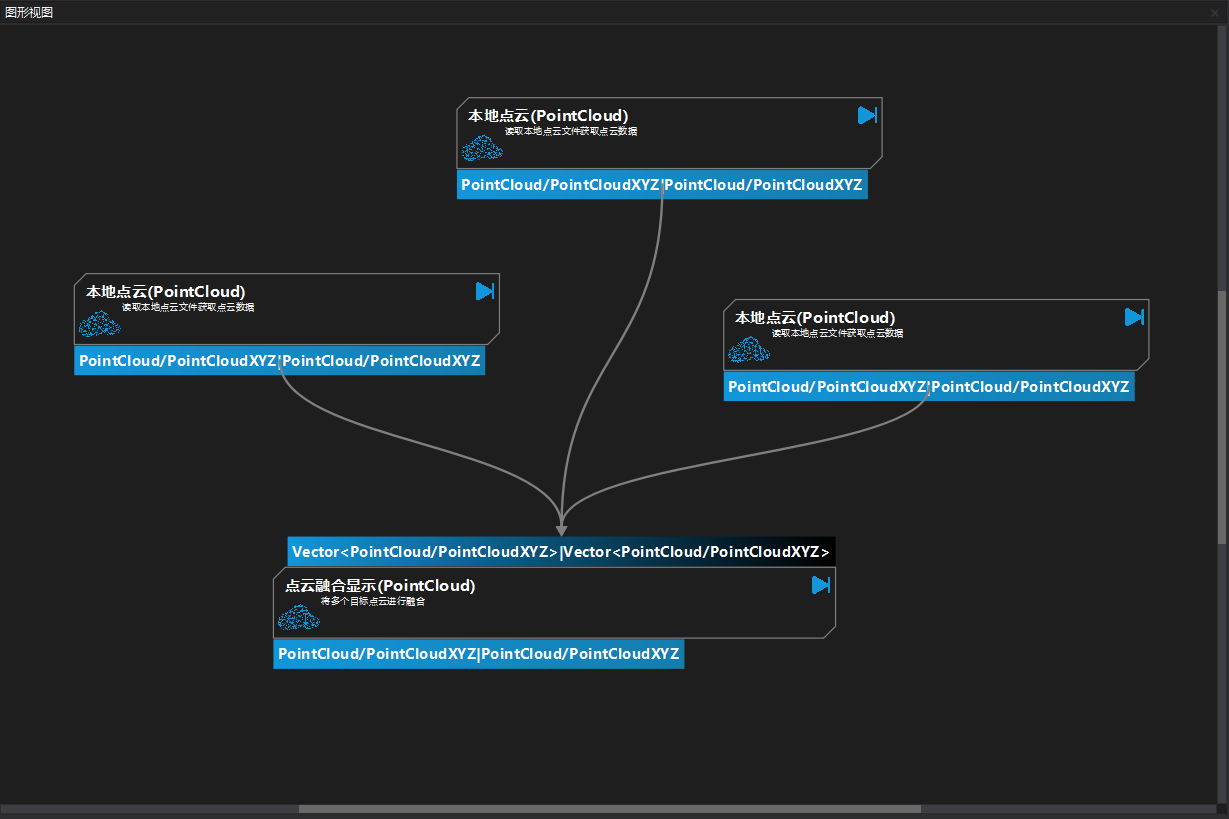 图形视图
本地点云(PointCloud)
读取本地点云文件获取点云数据
PointCloud/PointCloudXYZ|PointCloud/PointCloudXYZ
本地点云(PointCloud)
读取本地点云文件获取点云数据
PointCloud/PointCloudXYZ|PointCloud/PointCloudXYZ
本地点云(PointCloud)
读取本地点云文件获取点云数据
PointCloud/PointCloudXYZ|PointCloud/PointCloudXYZ
Vector<PointCloud/PointCloudXYZ>|Vector<PointCloud/PointCloudXYZ>
点云融合显示(PointCloud)
将多个目标点云进行融合
PointCloud/PointCloudXYZ|PointCloud/PointCloudXYZ